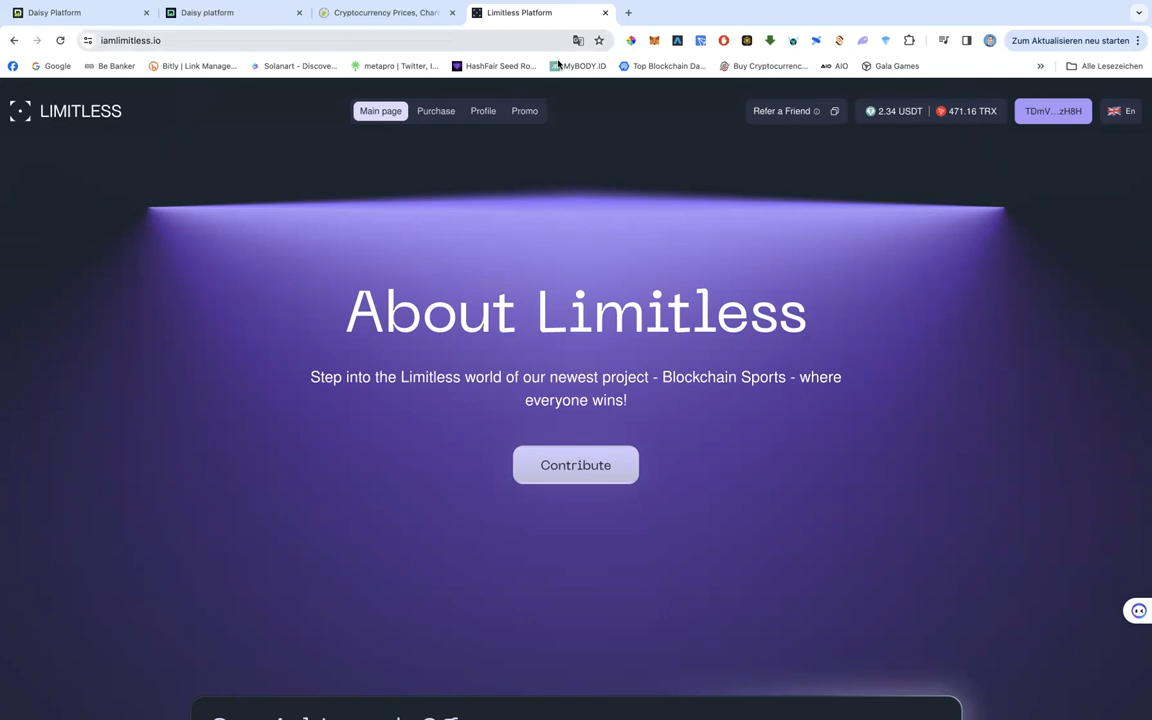 Daisy Platform
Daisy platform
Cryptocurrency Prices, Char
Limitless Platform
iamlimitless.io
Zum Aktualisieren neu starten
Google
Be Banker
Bitly | Link Manage...
Solanart - Discove...
metapro | Twitter, I...
HashFair Seed Ro...
MyBODY.ID
Top Blockchain Da...
Buy Cryptocurrenc...
AIO
Gala Games
Alle Lesezeichen
LIMITLESS
Main page
Purchase
Profile
Promo
Refer a Friend
2.34 USDT
471.16 TRX
TDmV...zH8H
En
About Limitless
Step into the Limitless world of our newest project - Blockchain Sports - where
everyone wins!
Contribute